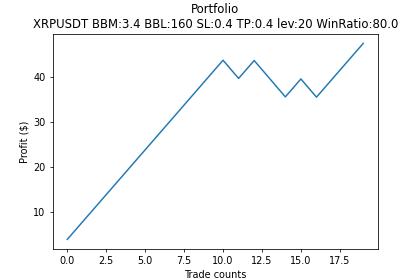 Portfolio
XRPUSDT BBM:3.4 BBL:160 SL:0.4 TP:0.4 lev:20 WinRatio:80.0
40
30
20
10
Profit ($)
0.0 2.5 5.0 7.5 10.0 12.5 15.0 17.5
Trade counts